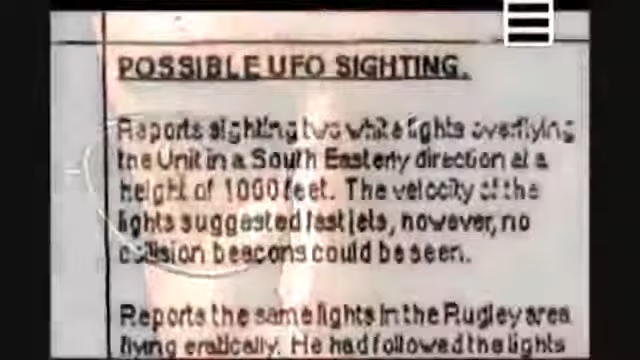 POSSIBLE UFO SIGHTING.
Reports sighting two white lights overflying
the Unit in a South Easterly direction at a
height of 1000 feet. The velocity of the
lights suggested fast jets, however, no
collision beacons could be seen.
Reports the same lights in the Rugley area
flying eratically. He had followed the lights